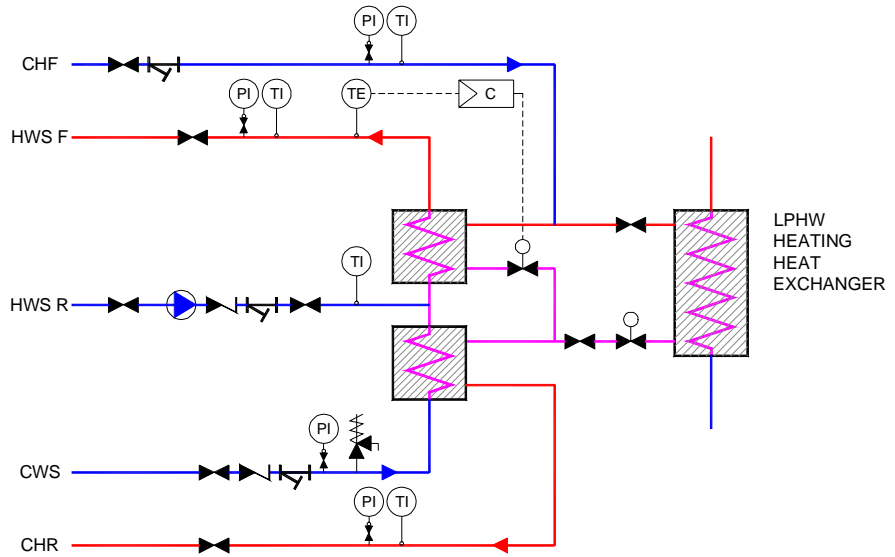 PI
TI
CHF
PI
TI
TE
C
HWS F
LPHW
HEATING
HEAT
EXCHANGER
TI
HWS R
PI
CWS
PI
TI
CHR